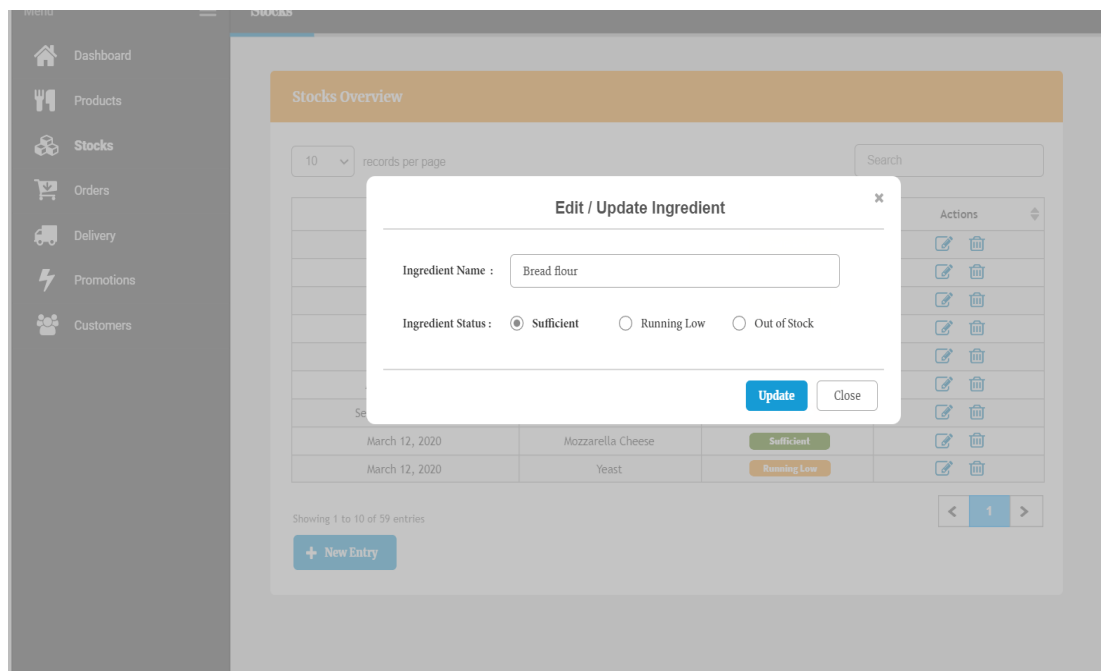 Menu
Stocks
Dashboard
Products
Stocks
Orders
Delivery
Promotions
Customers
Stocks Overview
10 records per page
Search
Actions
Edit / Update Ingredient
Ingredient Name : Bread flour
Ingredient Status : Sufficient Running Low Out of Stock
Update Close
March 12, 2020 Mozzarella Cheese Sufficient
March 12, 2020 Yeast Running Low
Showing 1 to 10 of 59 entries
1
New Entry